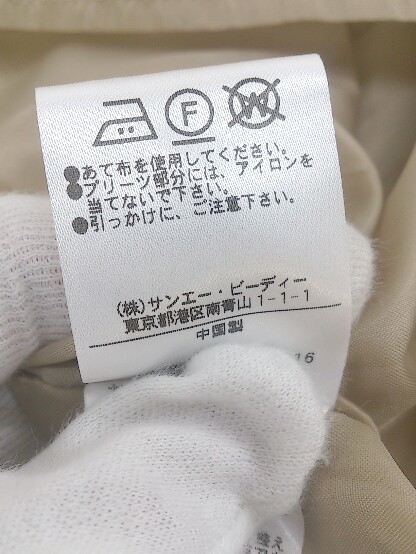 F
W
●あて布を使用してください。
●プリーツ部分には、アイロンを
当てないで下さい。
●引っかけに、ご注意下さい。
(株)サンエー・ビーディー
東京都港区南青山1-1-1
中国製
16